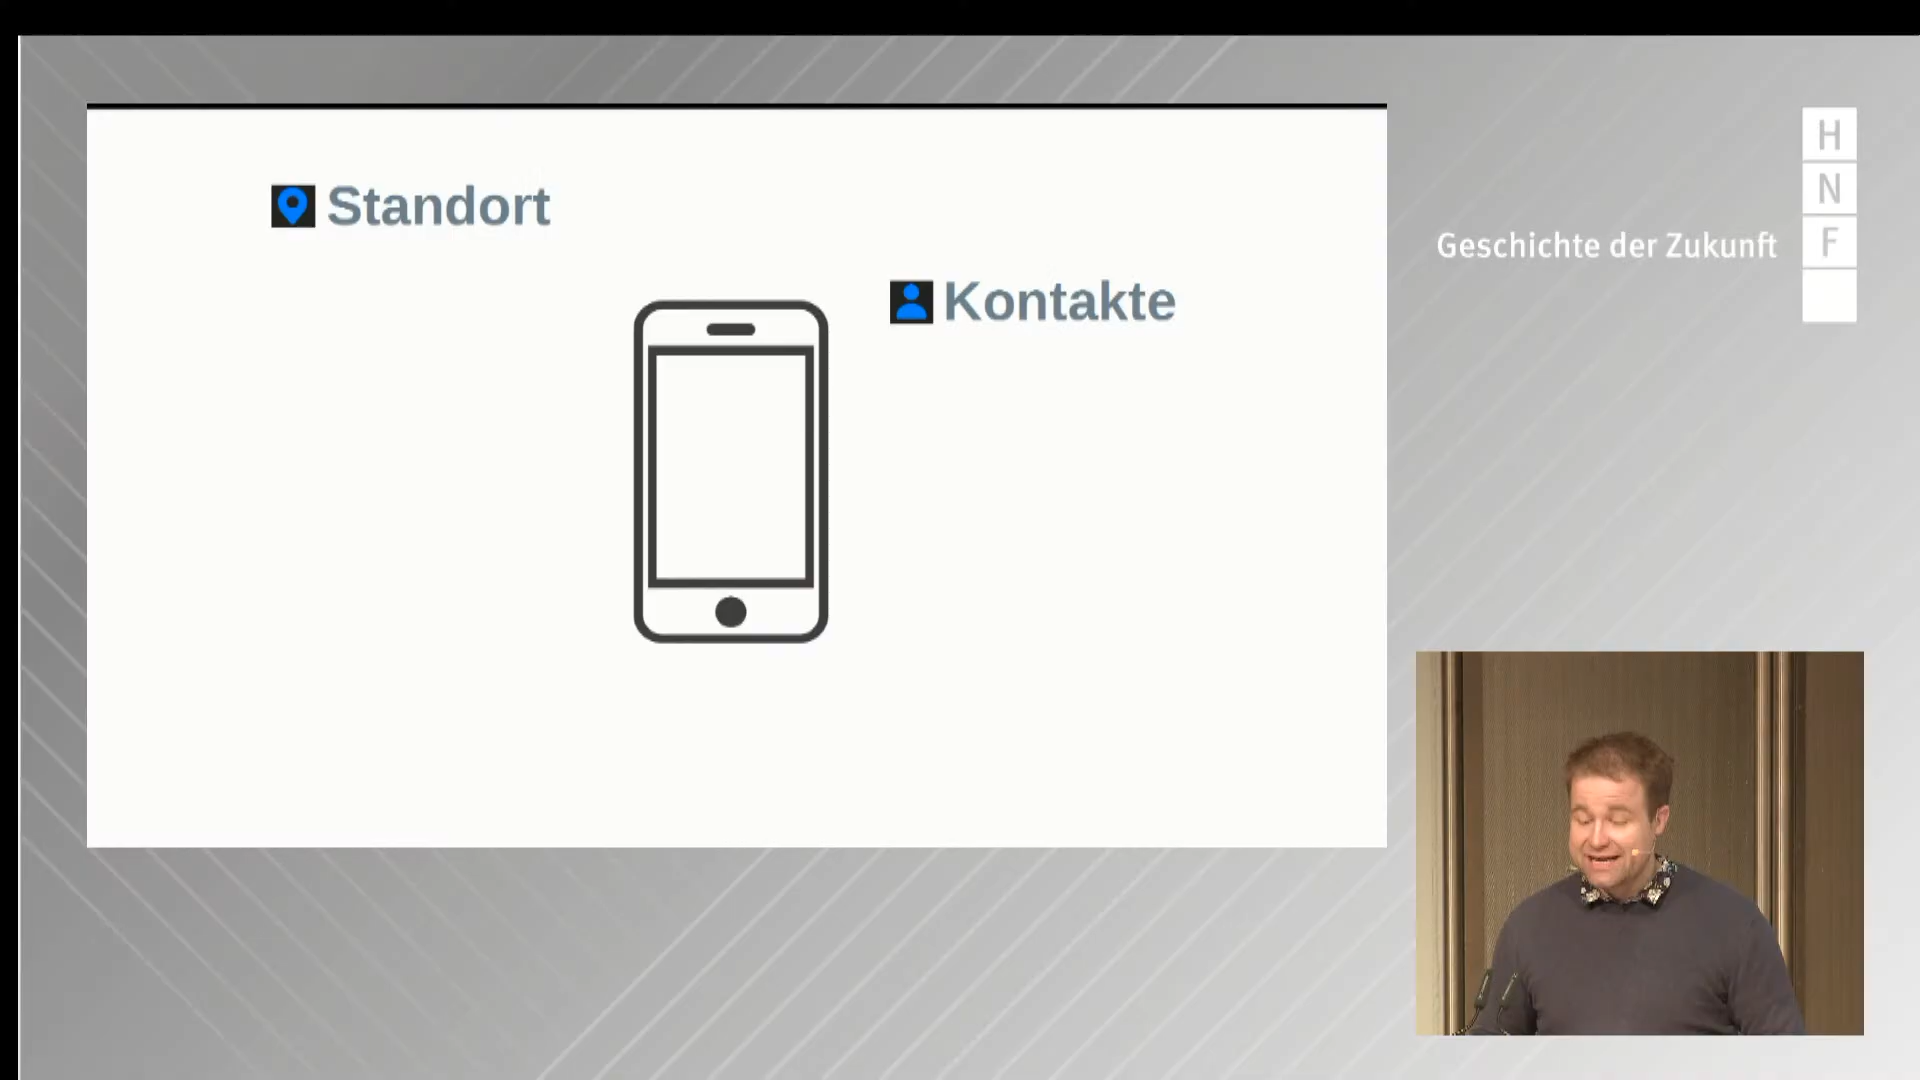 Standort
Kontakte
Geschichte der Zukunft
H
N
F